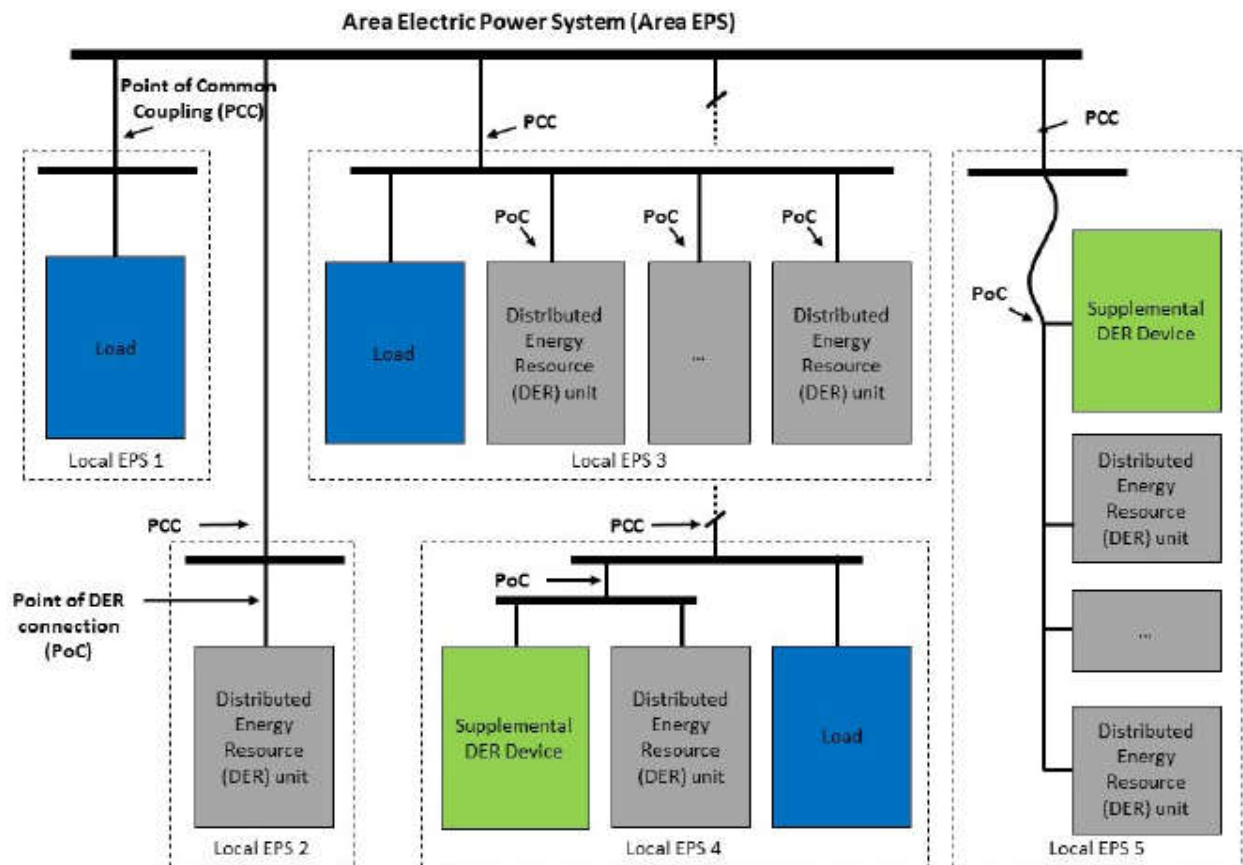 Area Electric Power System (Area EPS)
Point of Common
Coupling (PCC)
PCC
PCC
PoC
PoC
PoC
Load
Load
Distributed
Energy
Resource
(DER) unit
...
Distributed
Energy
Resource
(DER) unit
PoC
Supplemental
DER Device
Local EPS 1
Local EPS 3
Distributed
Energy
Resource
(DER) unit
PCC
PCC
PoC
Point of DER
connection
(PoC)
...
Distributed
Energy
Resource
(DER) unit
Supplemental
DER Device
Distributed
Energy
Resource
(DER) unit
Load
Distributed
Energy
Resource
(DER) unit
Local EPS 2
Local EPS 4
Local EPS 5